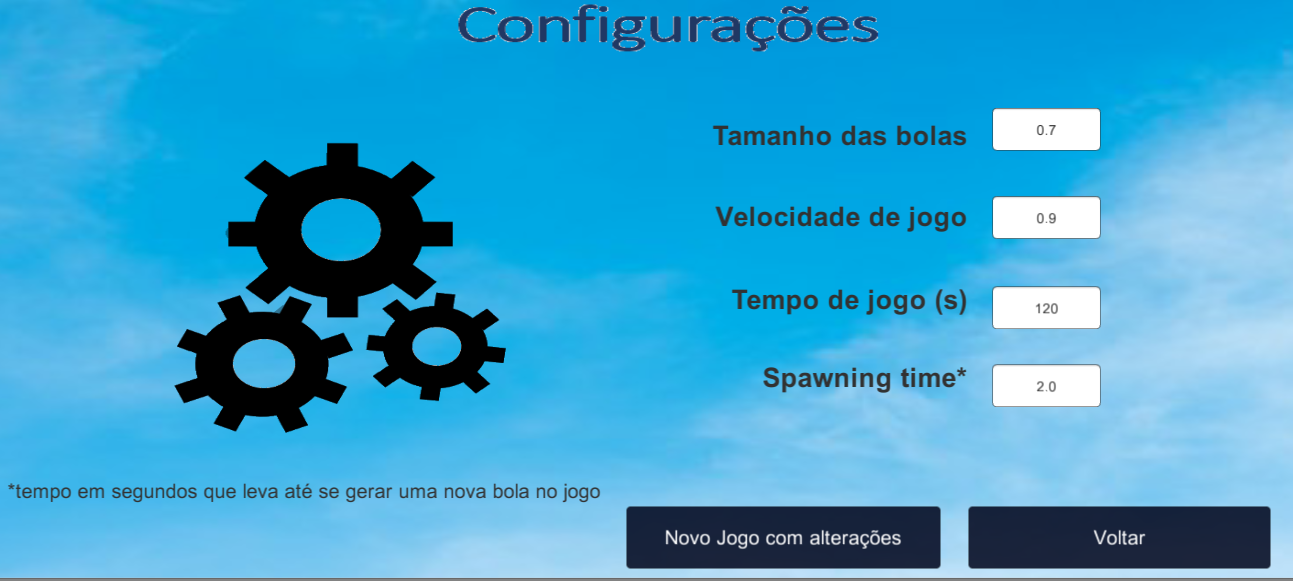 Configurações
Tamanho das bolas 0.7
Velocidade de jogo 0.9
Tempo de jogo (s) 120
Spawning time* 2.0
*tempo em segundos que leva até se gerar uma nova bola no jogo
Novo Jogo com alterações Voltar